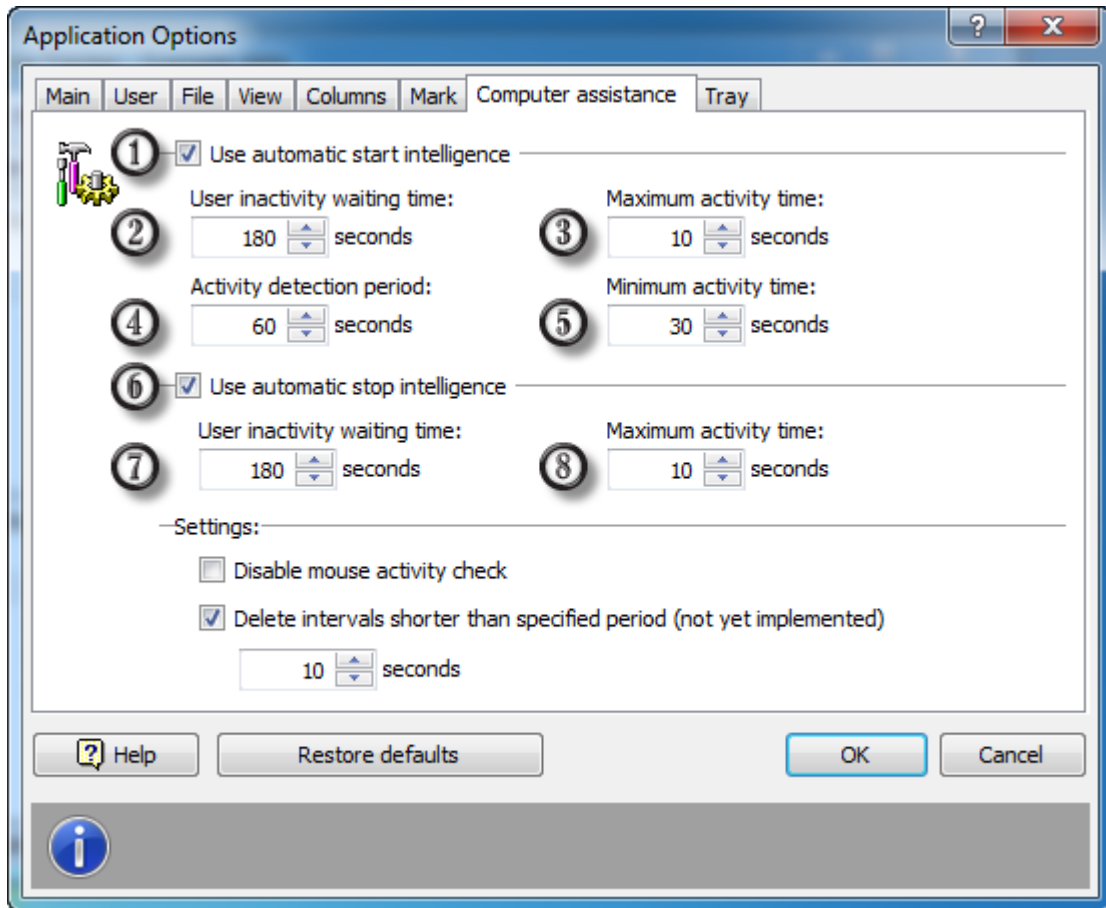 Application Options
Main User File View Columns Mark Computer assistance Tray
1 Use automatic start intelligence
User inactivity waiting time: Maximum activity time:
2 180 seconds 3 10 seconds
Activity detection period: Minimum activity time:
4 60 seconds 5 30 seconds
6 Use automatic stop intelligence
User inactivity waiting time: Maximum activity time:
7 180 seconds 8 10 seconds
Settings:
Disable mouse activity check
Delete intervals shorter than specified period (not yet implemented)
10 seconds
Help Restore defaults OK Cancel